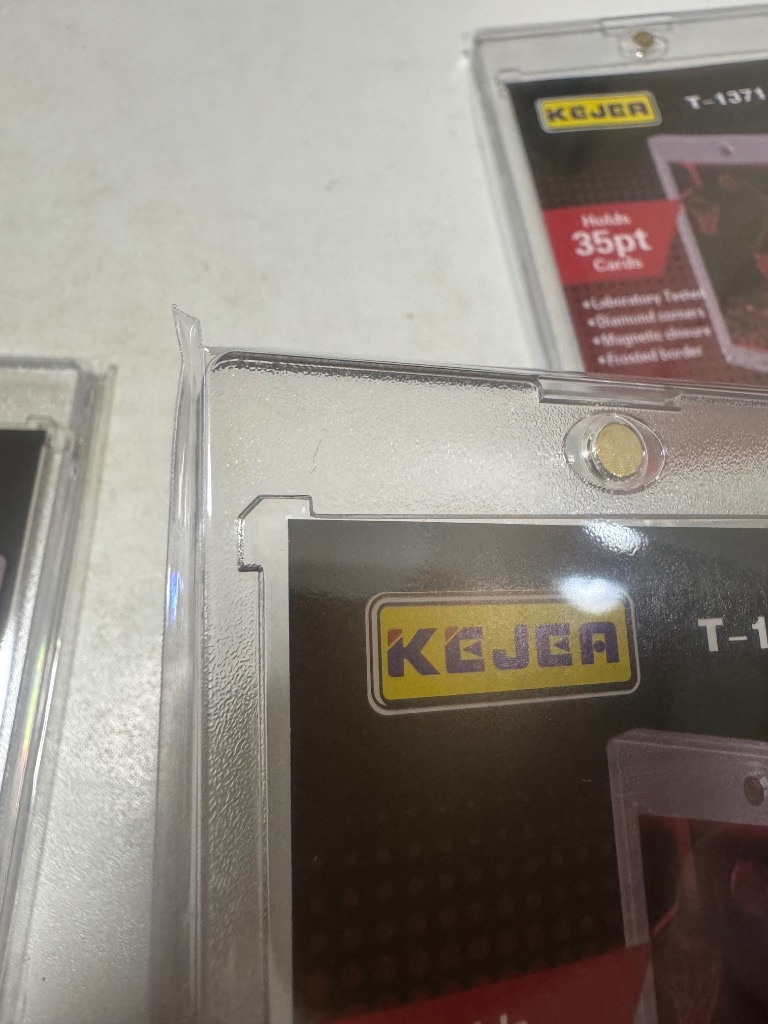 KEJEA
T-1371
Holds
35pt
Cards
•Laboratory Tested
•Diamond corners
•Magnetic closure
•Frosted border
KEJEA
T-1